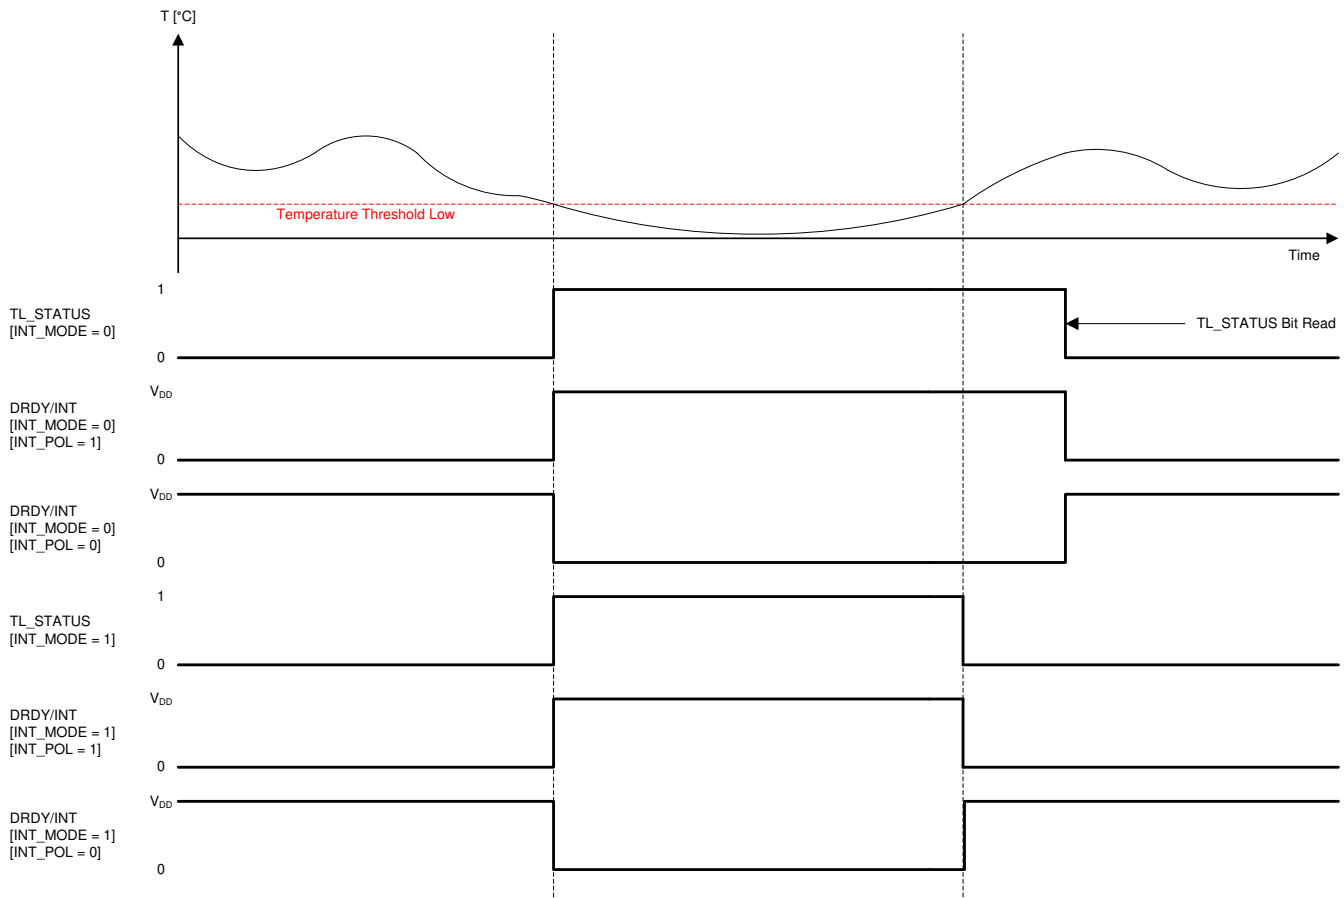 T [°C]
Temperature Threshold Low
Time
1
TL_STATUS
[INT_MODE = 0]
TL_STATUS Bit Read
0
VDD
DRDY/INT
[INT_MODE = 0]
[INT_POL = 1]
0
VDD
DRDY/INT
[INT_MODE = 0]
[INT_POL = 0]
0
1
TL_STATUS
[INT_MODE = 1]
0
VDD
DRDY/INT
[INT_MODE = 1]
[INT_POL = 1]
0
VDD
DRDY/INT
[INT_MODE = 1]
[INT_POL = 0]
0